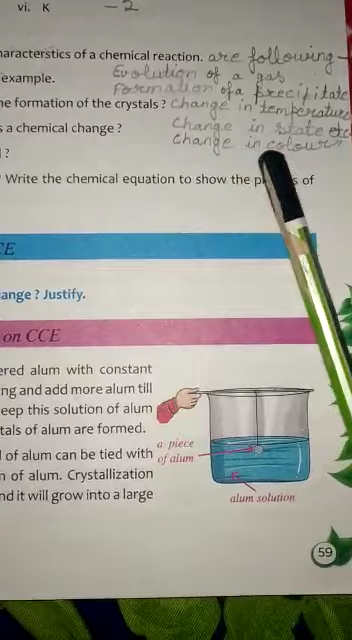 vi. K
—2
characterstics of a chemical reaction. are following —
example. Evolution of a gas
Formation of a precipitate
he formation of the crystals ? Change in temperature
s a chemical change ? Change in state etc
? Change in colour"
Write the chemical equation to show the of
CE
ange ? Justify.
on CCE
ered alum with constant
ng and add more alum till
eep this solution of alum
tals of alum are formed.
l of alum can be tied with
n of alum. Crystallization
nd it will grow into a large
a piece
of alum
alum solution
59